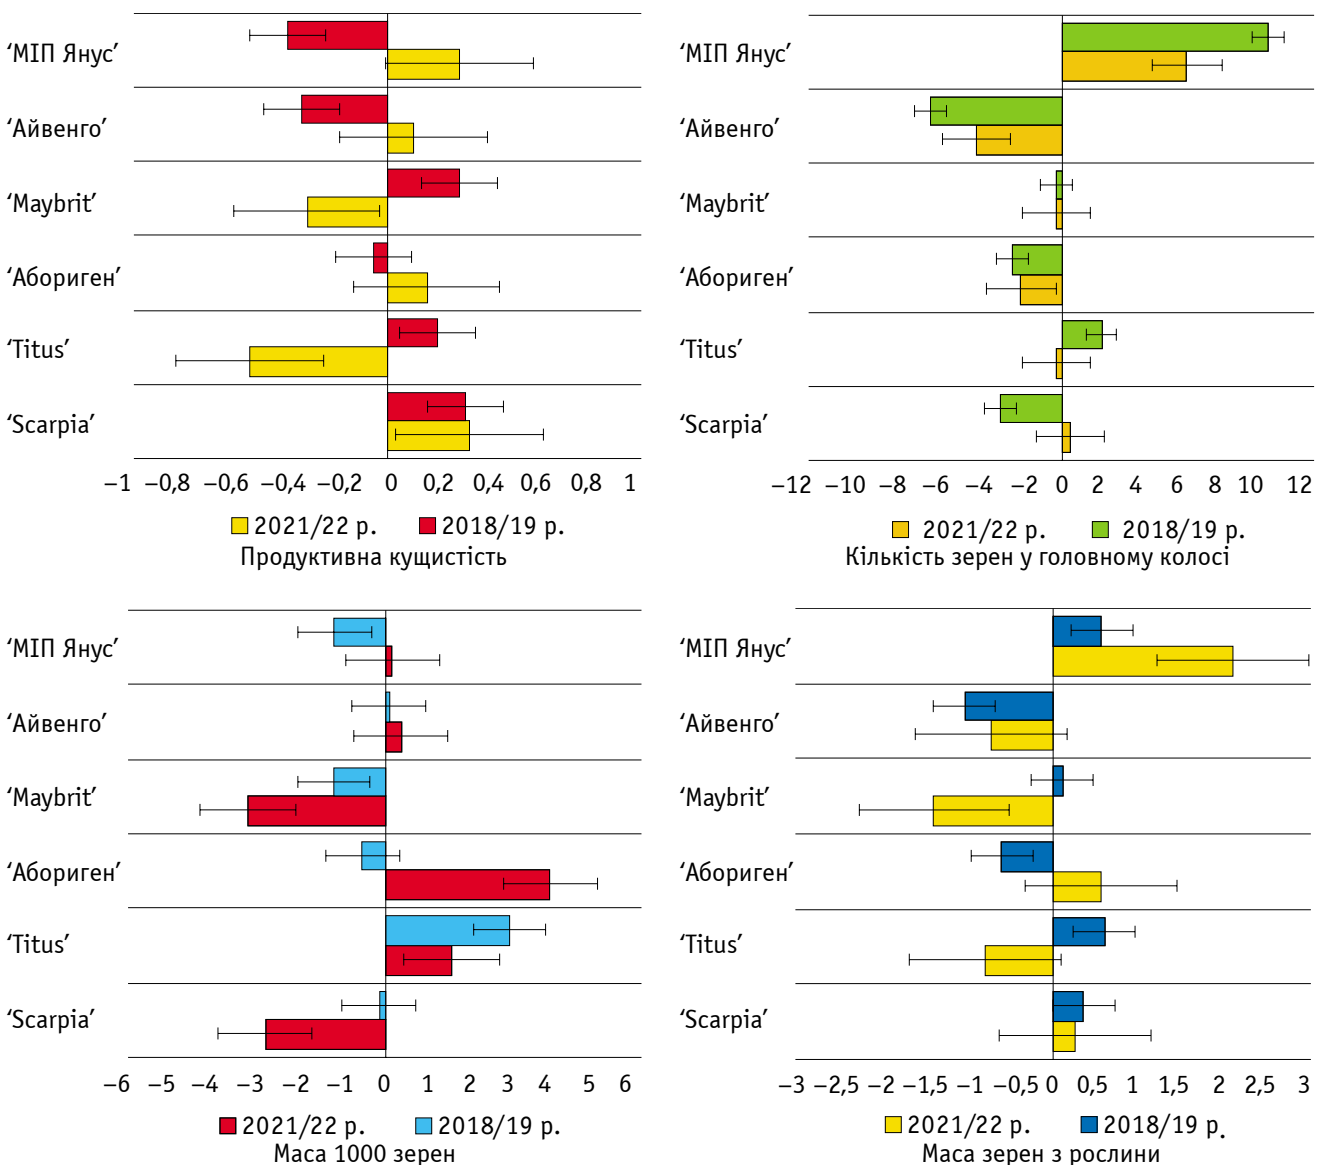 ‘МІП Янус’
‘Айвенго’
‘Maybrit’
‘Абориген’
‘Titus’
‘Scarpia’
–1 –0,8 –0,6 –0,4 –0,2 0 0,2 0,4 0,6 0,8 1
2021/22 р. 2018/19 р.
Продуктивна кущистість
‘МІП Янус’
‘Айвенго’
‘Maybrit’
‘Абориген’
‘Titus’
‘Scarpia’
–12 –10 –8 –6 –4 –2 0 2 4 6 8 10 12
2021/22 р. 2018/19 р.
Кількість зерен у головному колосі
‘МІП Янус’
‘Айвенго’
‘Maybrit’
‘Абориген’
‘Titus’
‘Scarpia’
–6 –5 –4 –3 –2 –1 0 1 2 3 4 5 6
2021/22 р. 2018/19 р.
Маса 1000 зерен
‘МІП Янус’
‘Айвенго’
‘Maybrit’
‘Абориген’
‘Titus’
‘Scarpia’
–3 –2,5 –2 –1,5 –1 –0,5 0 0,5 1 1,5 2 2,5 3
2021/22 р. 2018/19 р.
Маса зерен з рослини